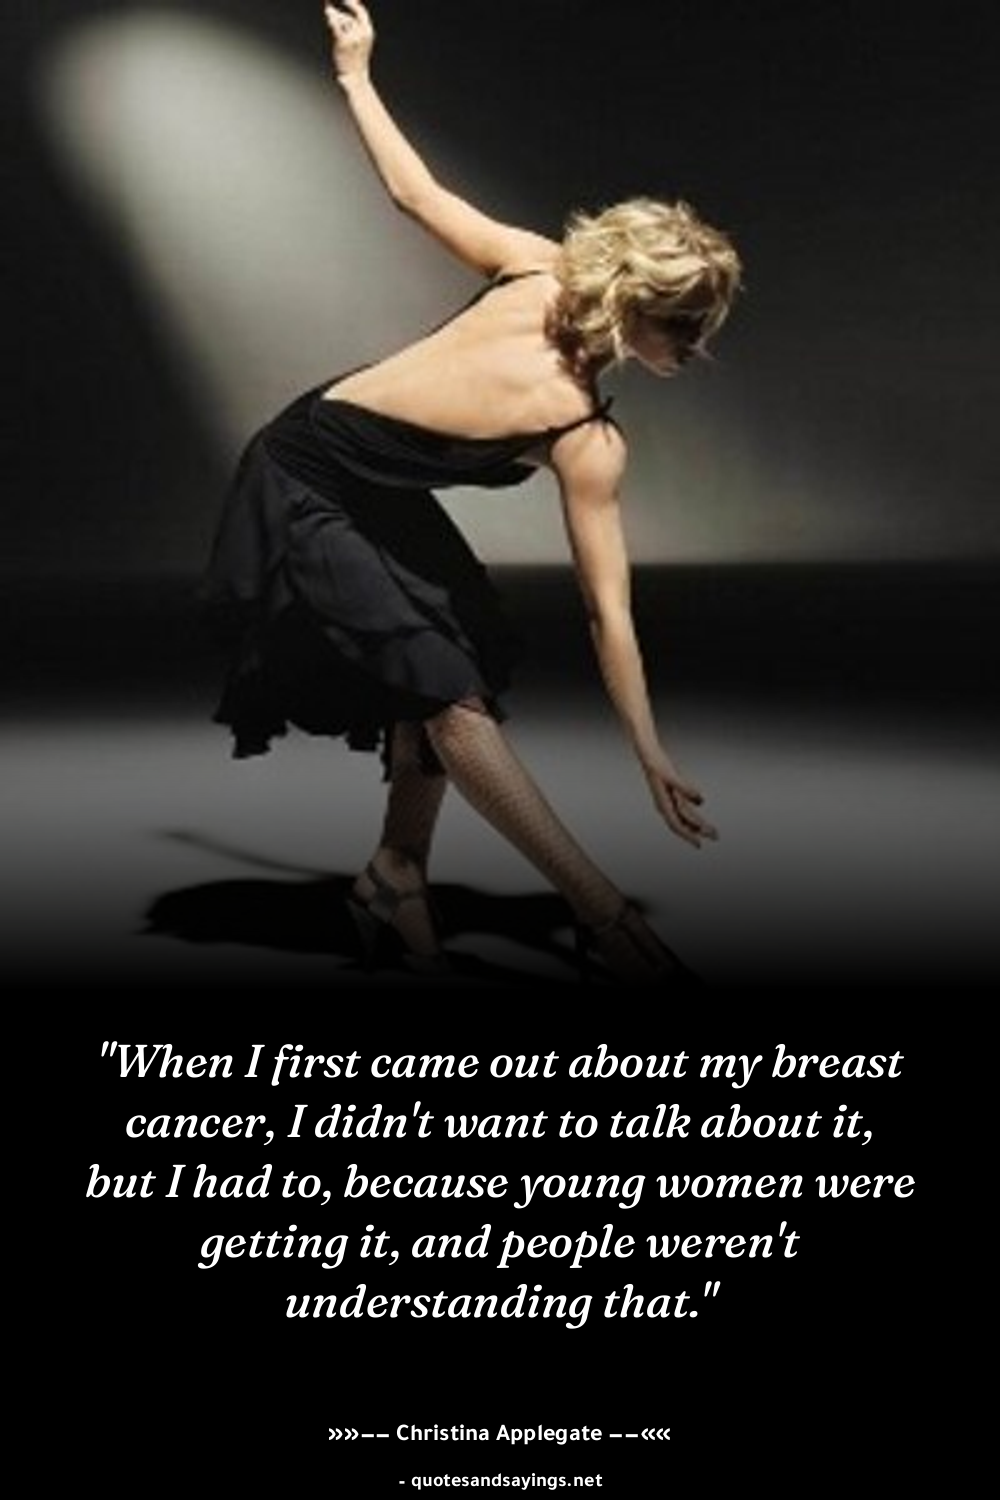 "When I first came out about my breast
cancer, I didn't want to talk about it,
but I had to, because young women were
getting it, and people weren't
understanding that."
»»–– Christina Applegate ––««
- quotesandsayings.net